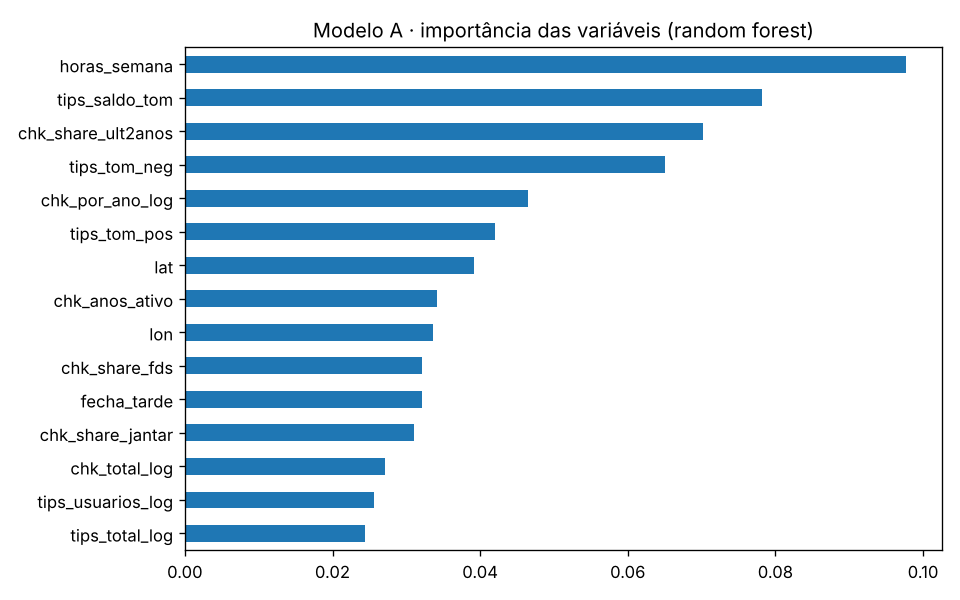 Modelo A · importância das variáveis (random forest)
horas_semana
tips_saldo_tom
chk_share_ult2anos
tips_tom_neg
chk_por_ano_log
tips_tom_pos
lat
chk_anos_ativo
lon
chk_share_fds
fecha_tarde
chk_share_jantar
chk_total_log
tips_usuarios_log
tips_total_log
0.00 0.02 0.04 0.06 0.08 0.10